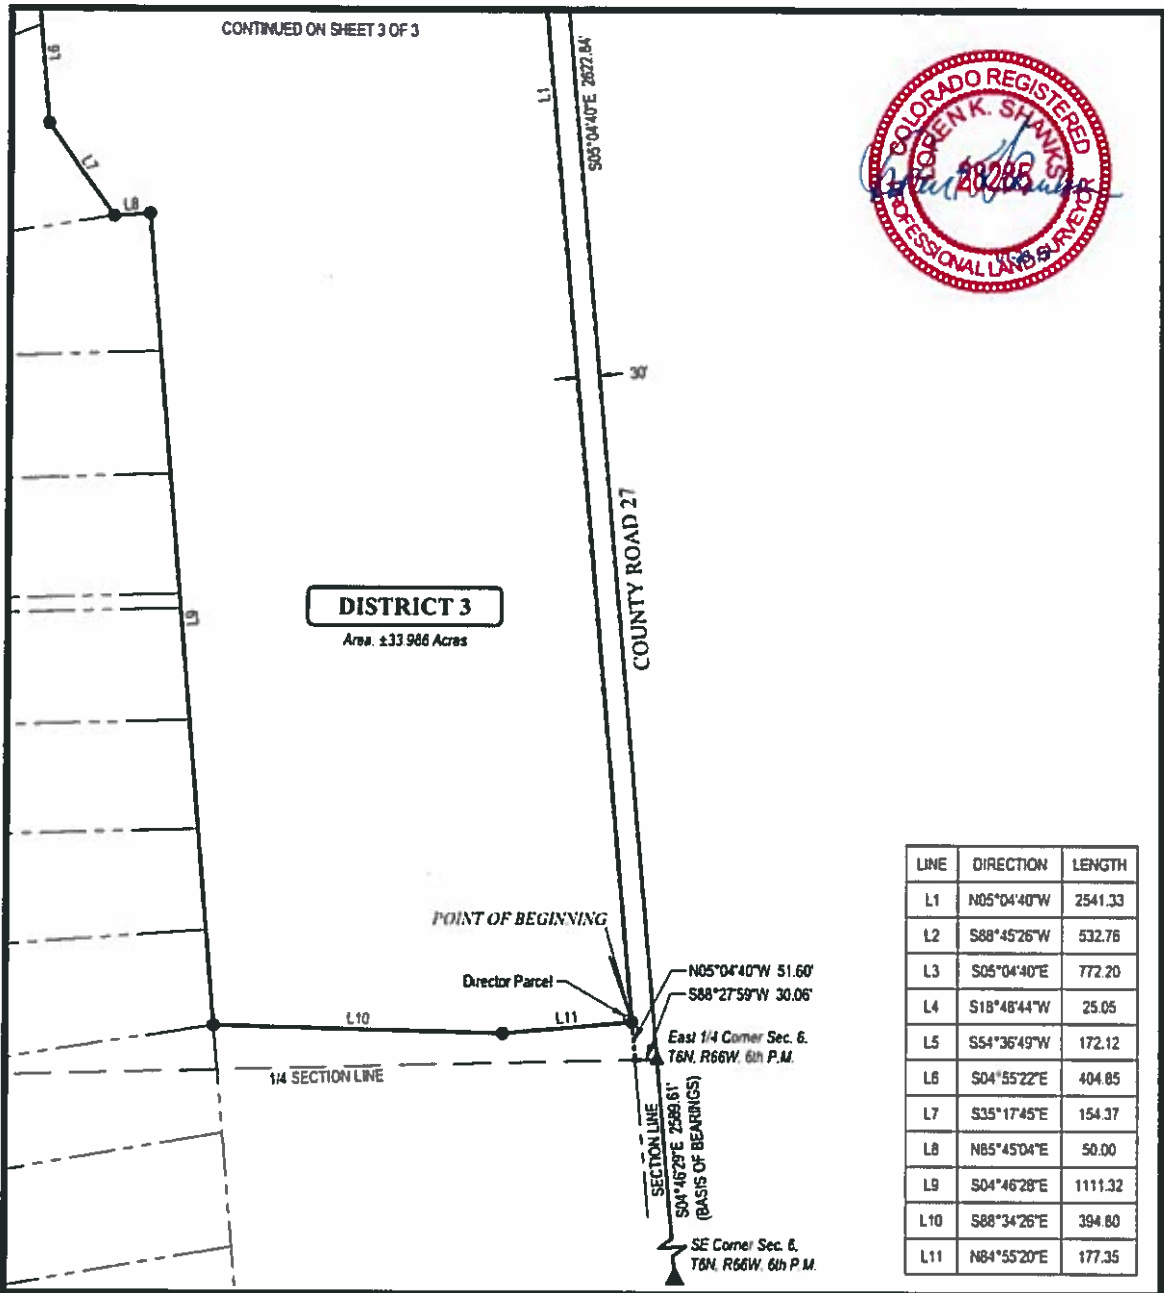 CONTINUED ON SHEET 3 OF 3
L6
L1
S05°04'40"E 2622.84'
COLORADO REGISTERED
LOREN K. SHANKS
28285
PROFESSIONAL LAND SURVEYOR
L7
L8
30'
COUNTY ROAD 27
L9
DISTRICT 3
Area. ±33.986 Acres
POINT OF BEGINNING
Director Parcel
N05°04'40"W 51.60'
S88°27'59"W 30.06'
L10
L11
East 1/4 Corner Sec. 6.
T6N, R66W, 6th P.M.
1/4 SECTION LINE
SECTION LINE
S04°46'29"E 2589.61'
(BASIS OF BEARINGS)
SE Corner Sec. 6,
T6N, R66W, 6th P.M.
LINE DIRECTION LENGTH
L1 N05°04'40"W 2541.33
L2 S88°45'26"W 532.76
L3 S05°04'40"E 772.20
L4 S18°48'44"W 25.05
L5 S54°36'49"W 172.12
L6 S04°55'22"E 404.85
L7 S35°17'45"E 154.37
L8 N85°45'04"E 50.00
L9 S04°46'28"E 1111.32
L10 S88°34'26"E 394.80
L11 N84°55'20"E 177.35